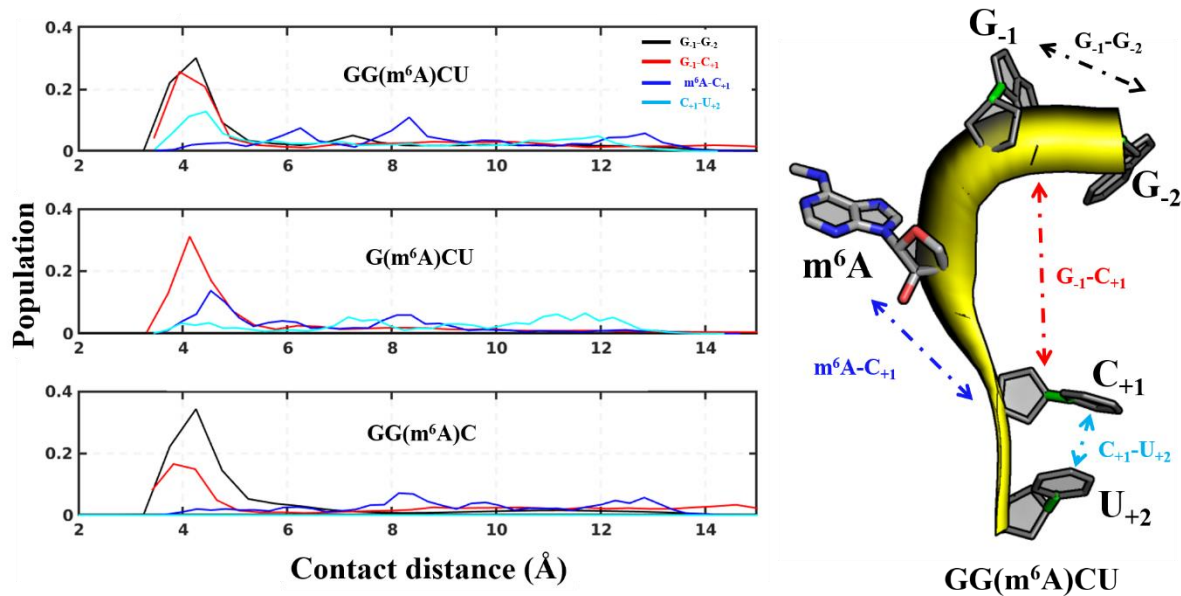 Population
0.4
0.2
0
G₋₁-G₋₂
G₋₁-C₊₁
m⁶A-C₊₁
C₊₁-U₊₂
GG(m⁶A)CU
2 4 6 8 10 12 14
0.4
0.2
0
G(m⁶A)CU
2 4 6 8 10 12 14
0.4
0.2
0
GG(m⁶A)C
2 4 6 8 10 12 14
Contact distance (Å)
G₋₁
G₋₁-G₋₂
G₋₂
m⁶A
G₋₁-C₊₁
m⁶A-C₊₁
C₊₁
C₊₁-U₊₂
U₊₂
GG(m⁶A)CU